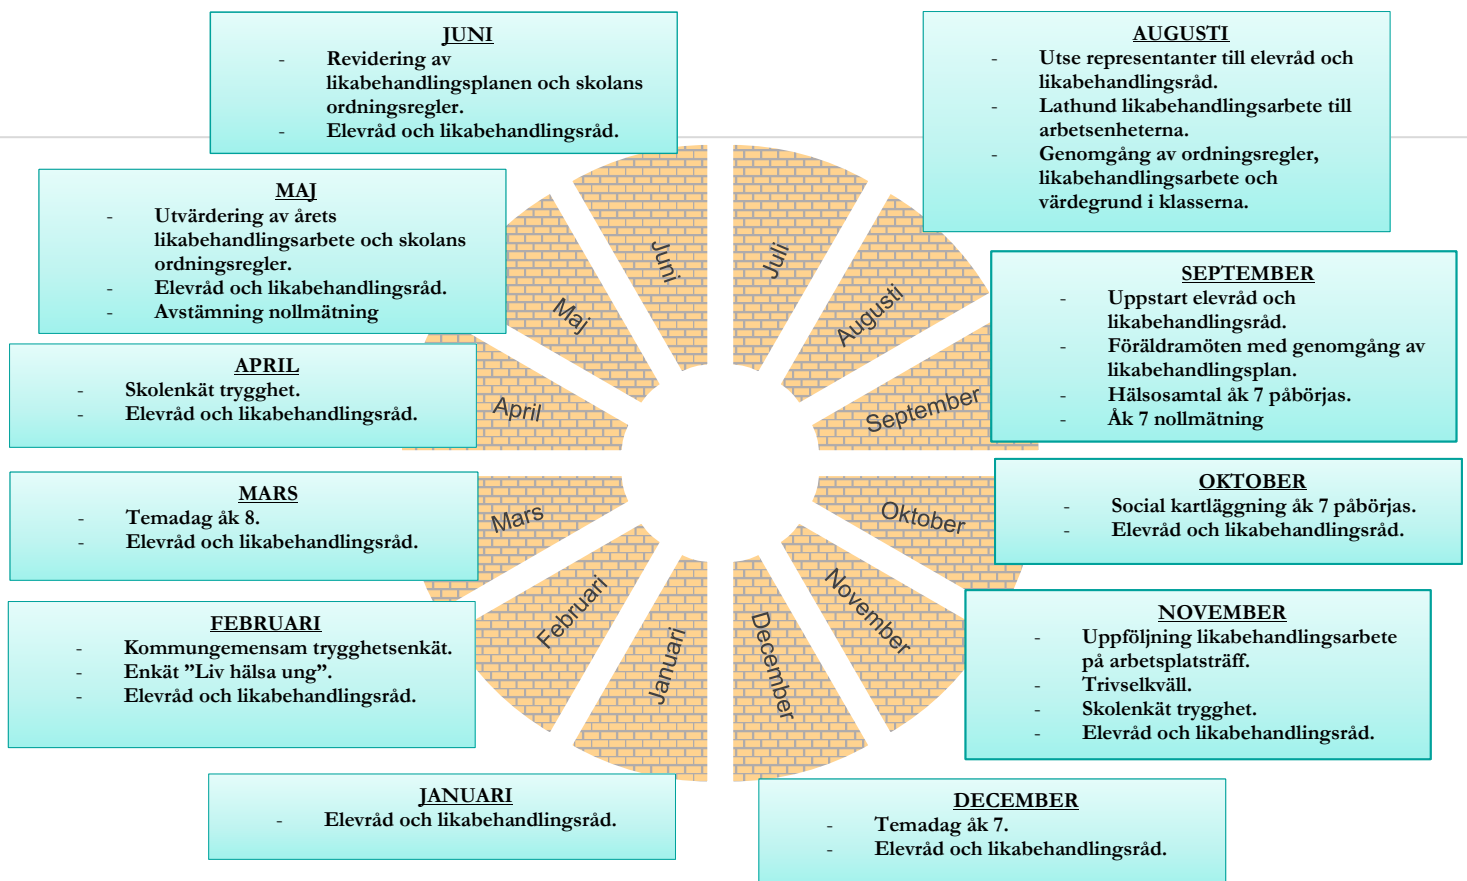 JUNI
- Revidering av
likabehandlingsplanen och skolans
ordningsregler.
- Elevråd och likabehandlingsråd.
AUGUSTI
- Utse representanter till elevråd och
likabehandlingsråd.
- Lathund likabehandlingsarbete till
arbetsenheterna.
- Genomgång av ordningsregler,
likabehandlingsarbete och
värdegrund i klasserna.
MAJ
- Utvärdering av årets
likabehandlingsarbete och skolans
ordningsregler.
- Elevråd och likabehandlingsråd.
- Avstämning nollmätning
SEPTEMBER
- Uppstart elevråd och
likabehandlingsråd.
- Föräldramöten med genomgång av
likabehandlingsplan.
- Hälsosamtal åk 7 påbörjas.
- Åk 7 nollmätning
APRIL
- Skolenkät trygghet.
- Elevråd och likabehandlingsråd.
OKTOBER
- Social kartläggning åk 7 påbörjas.
- Elevråd och likabehandlingsråd.
MARS
- Temadag åk 8.
- Elevråd och likabehandlingsråd.
NOVEMBER
- Uppföljning likabehandlingsarbete
på arbetsplatsträff.
- Trivselkväll.
- Skolenkät trygghet.
- Elevråd och likabehandlingsråd.
FEBRUARI
- Kommungemensam trygghetsenkät.
- Enkät ”Liv hälsa ung”.
- Elevråd och likabehandlingsråd.
JANUARI
- Elevråd och likabehandlingsråd.
DECEMBER
- Temadag åk 7.
- Elevråd och likabehandlingsråd.
Juni
Juli
Maj
Augusti
April
September
Mars
Oktober
Februari
November
Januari
December